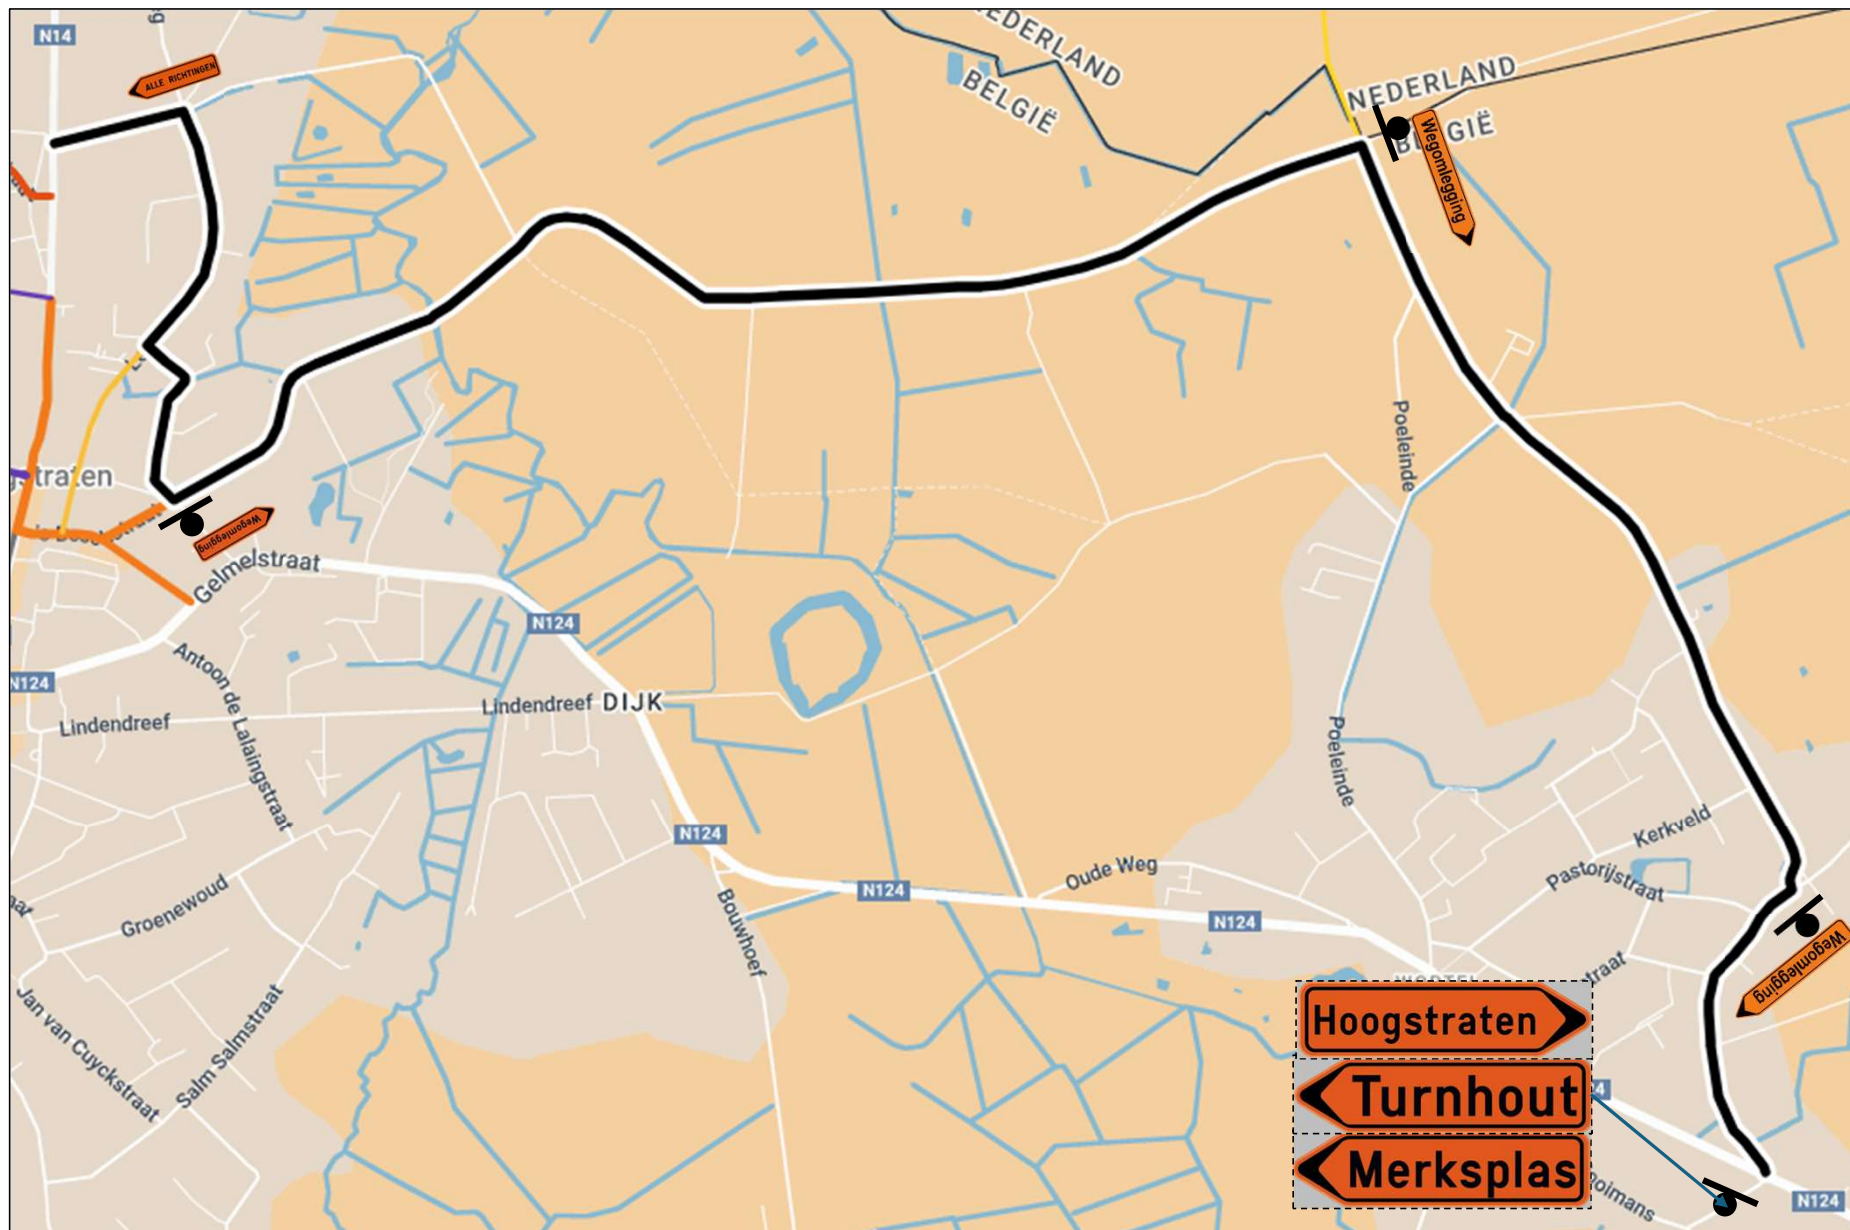 N14
ALLE RICHTINGEN
NEDERLAND
BELGIË
NEDERLAND
Wegomlegging
straten
Wegomlegging
Gelmelstraat
Poeleinde
N124
N124
Antoon de Lalaingstraat
Lindendreef
Lindendreef
DIJK
Poeleinde
N124
Oude Weg
N124
N124
Kerkveld
Pastorijstraat
Groenewoud
Bouwhoef
Wegomlegging
straat
Jan van Cuyckstraat
Salm Salmstraat
Hoogstraten
Turnhout
Merksplas
N124